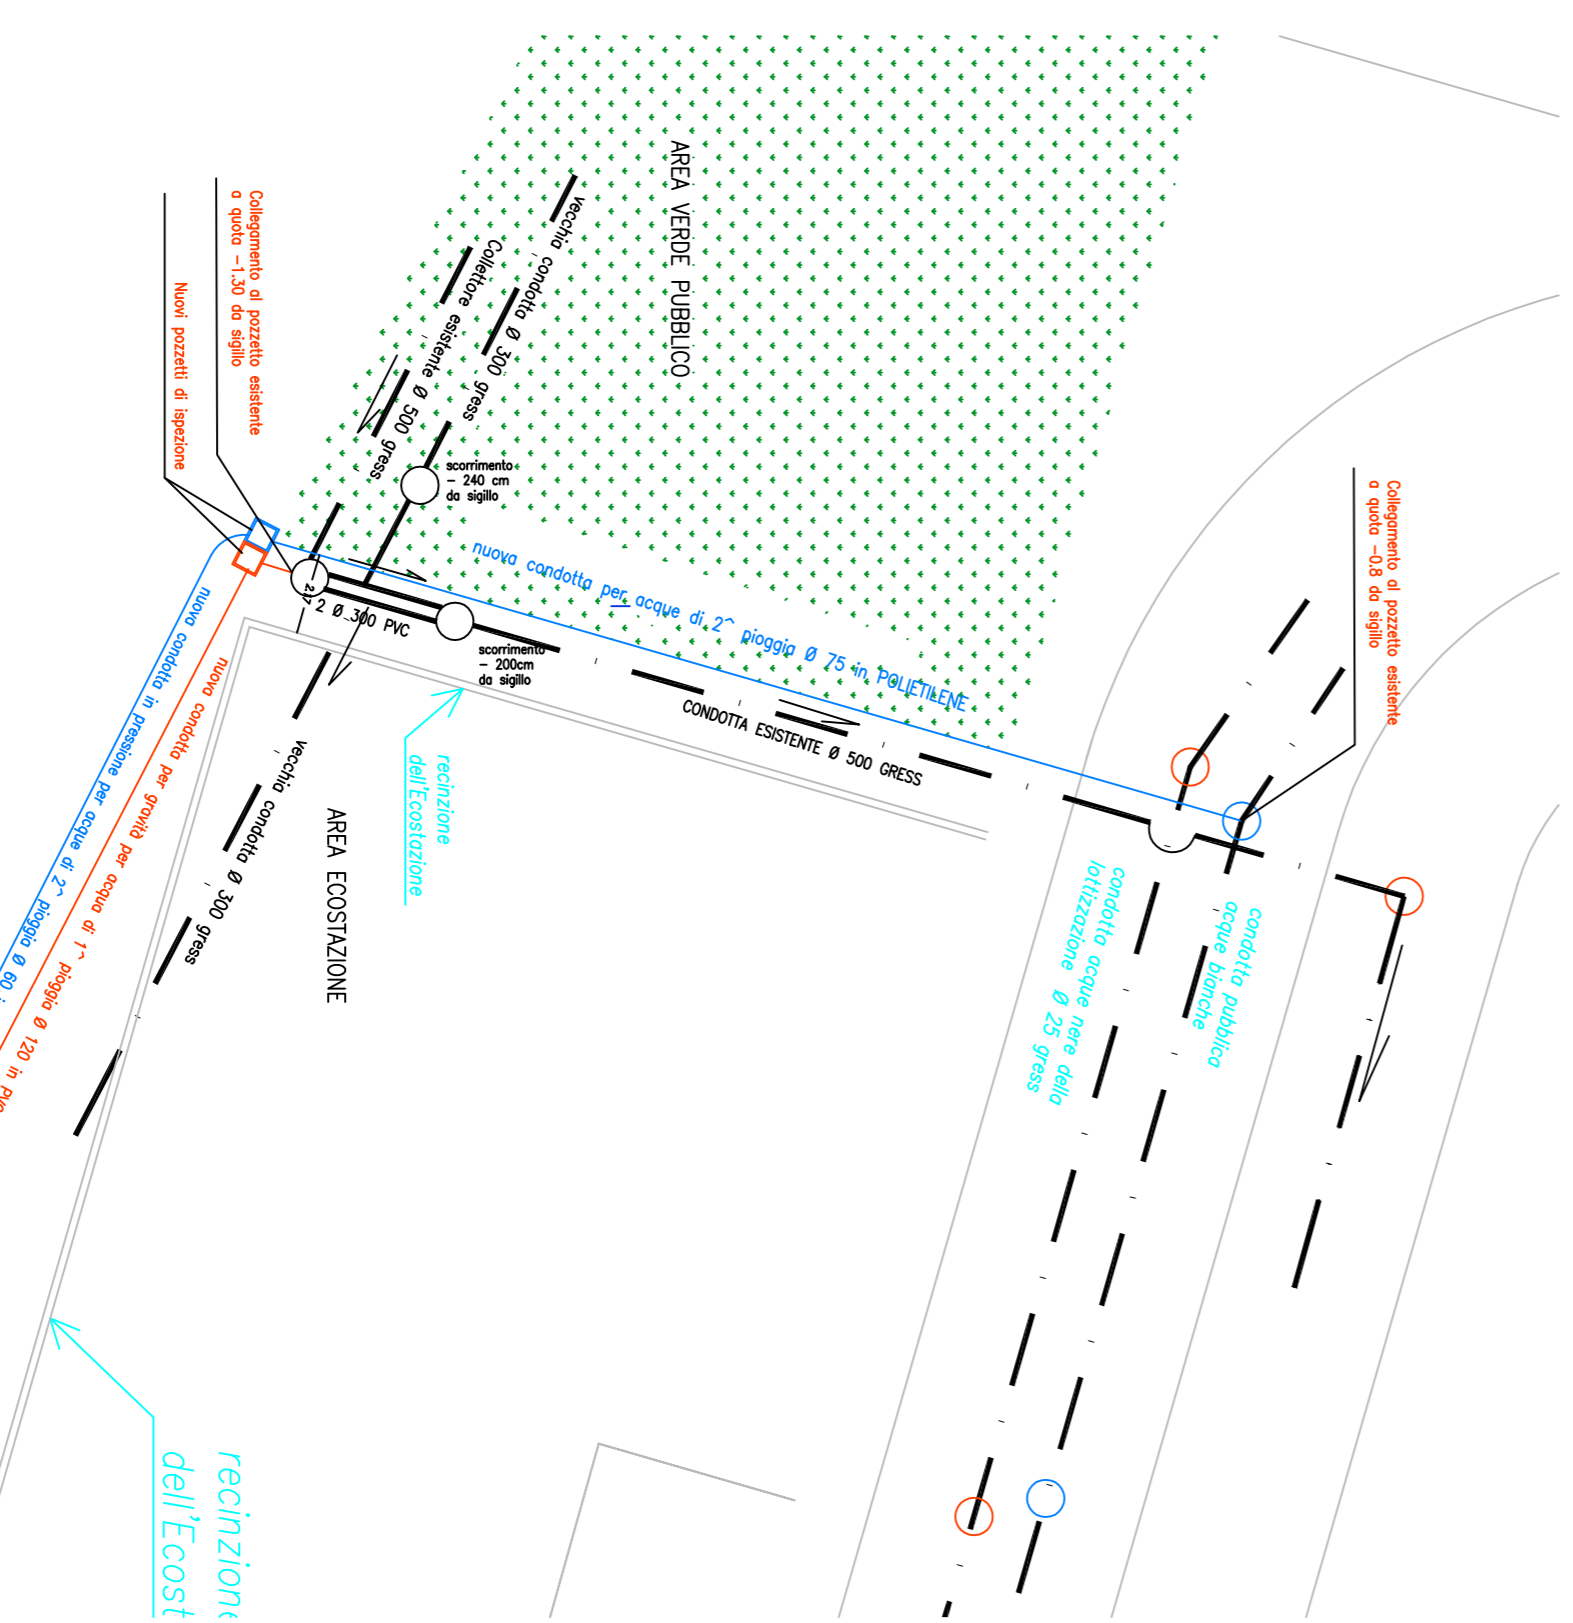 AREA VERDE PUBBLICO
vecchia condotta Ø 300 gress
Collettore esistente Ø 500 gress
Collegamento al pozzetto esistente
a quota -1.30 da sigillo
Nuovi pozzetti di ispezione
scorrimento
- 240 cm
da sigillo
Collegamento al pozzetto esistente
a quota -0.8 da sigillo
nuova condotta per acque di 2^ pioggia Ø 75 in POLIETILENE
2 Ø 300 PVC
scorrimento
- 200cm
da sigillo
CONDOTTA ESISTENTE Ø 500 GRESS
recinzione
dell'Ecostazione
AREA ECOSTAZIONE
vecchia condotta Ø 300 gress
nuova condotta in pressione per acque di 2^ pioggia Ø 60
nuova condotta per gravità per acqua di 1^ pioggia Ø 120 in PVC
condotta acque nere della
lottizzazione Ø 25 gress
condotta pubblica
acque bianche
recinzione
dell'Ecost